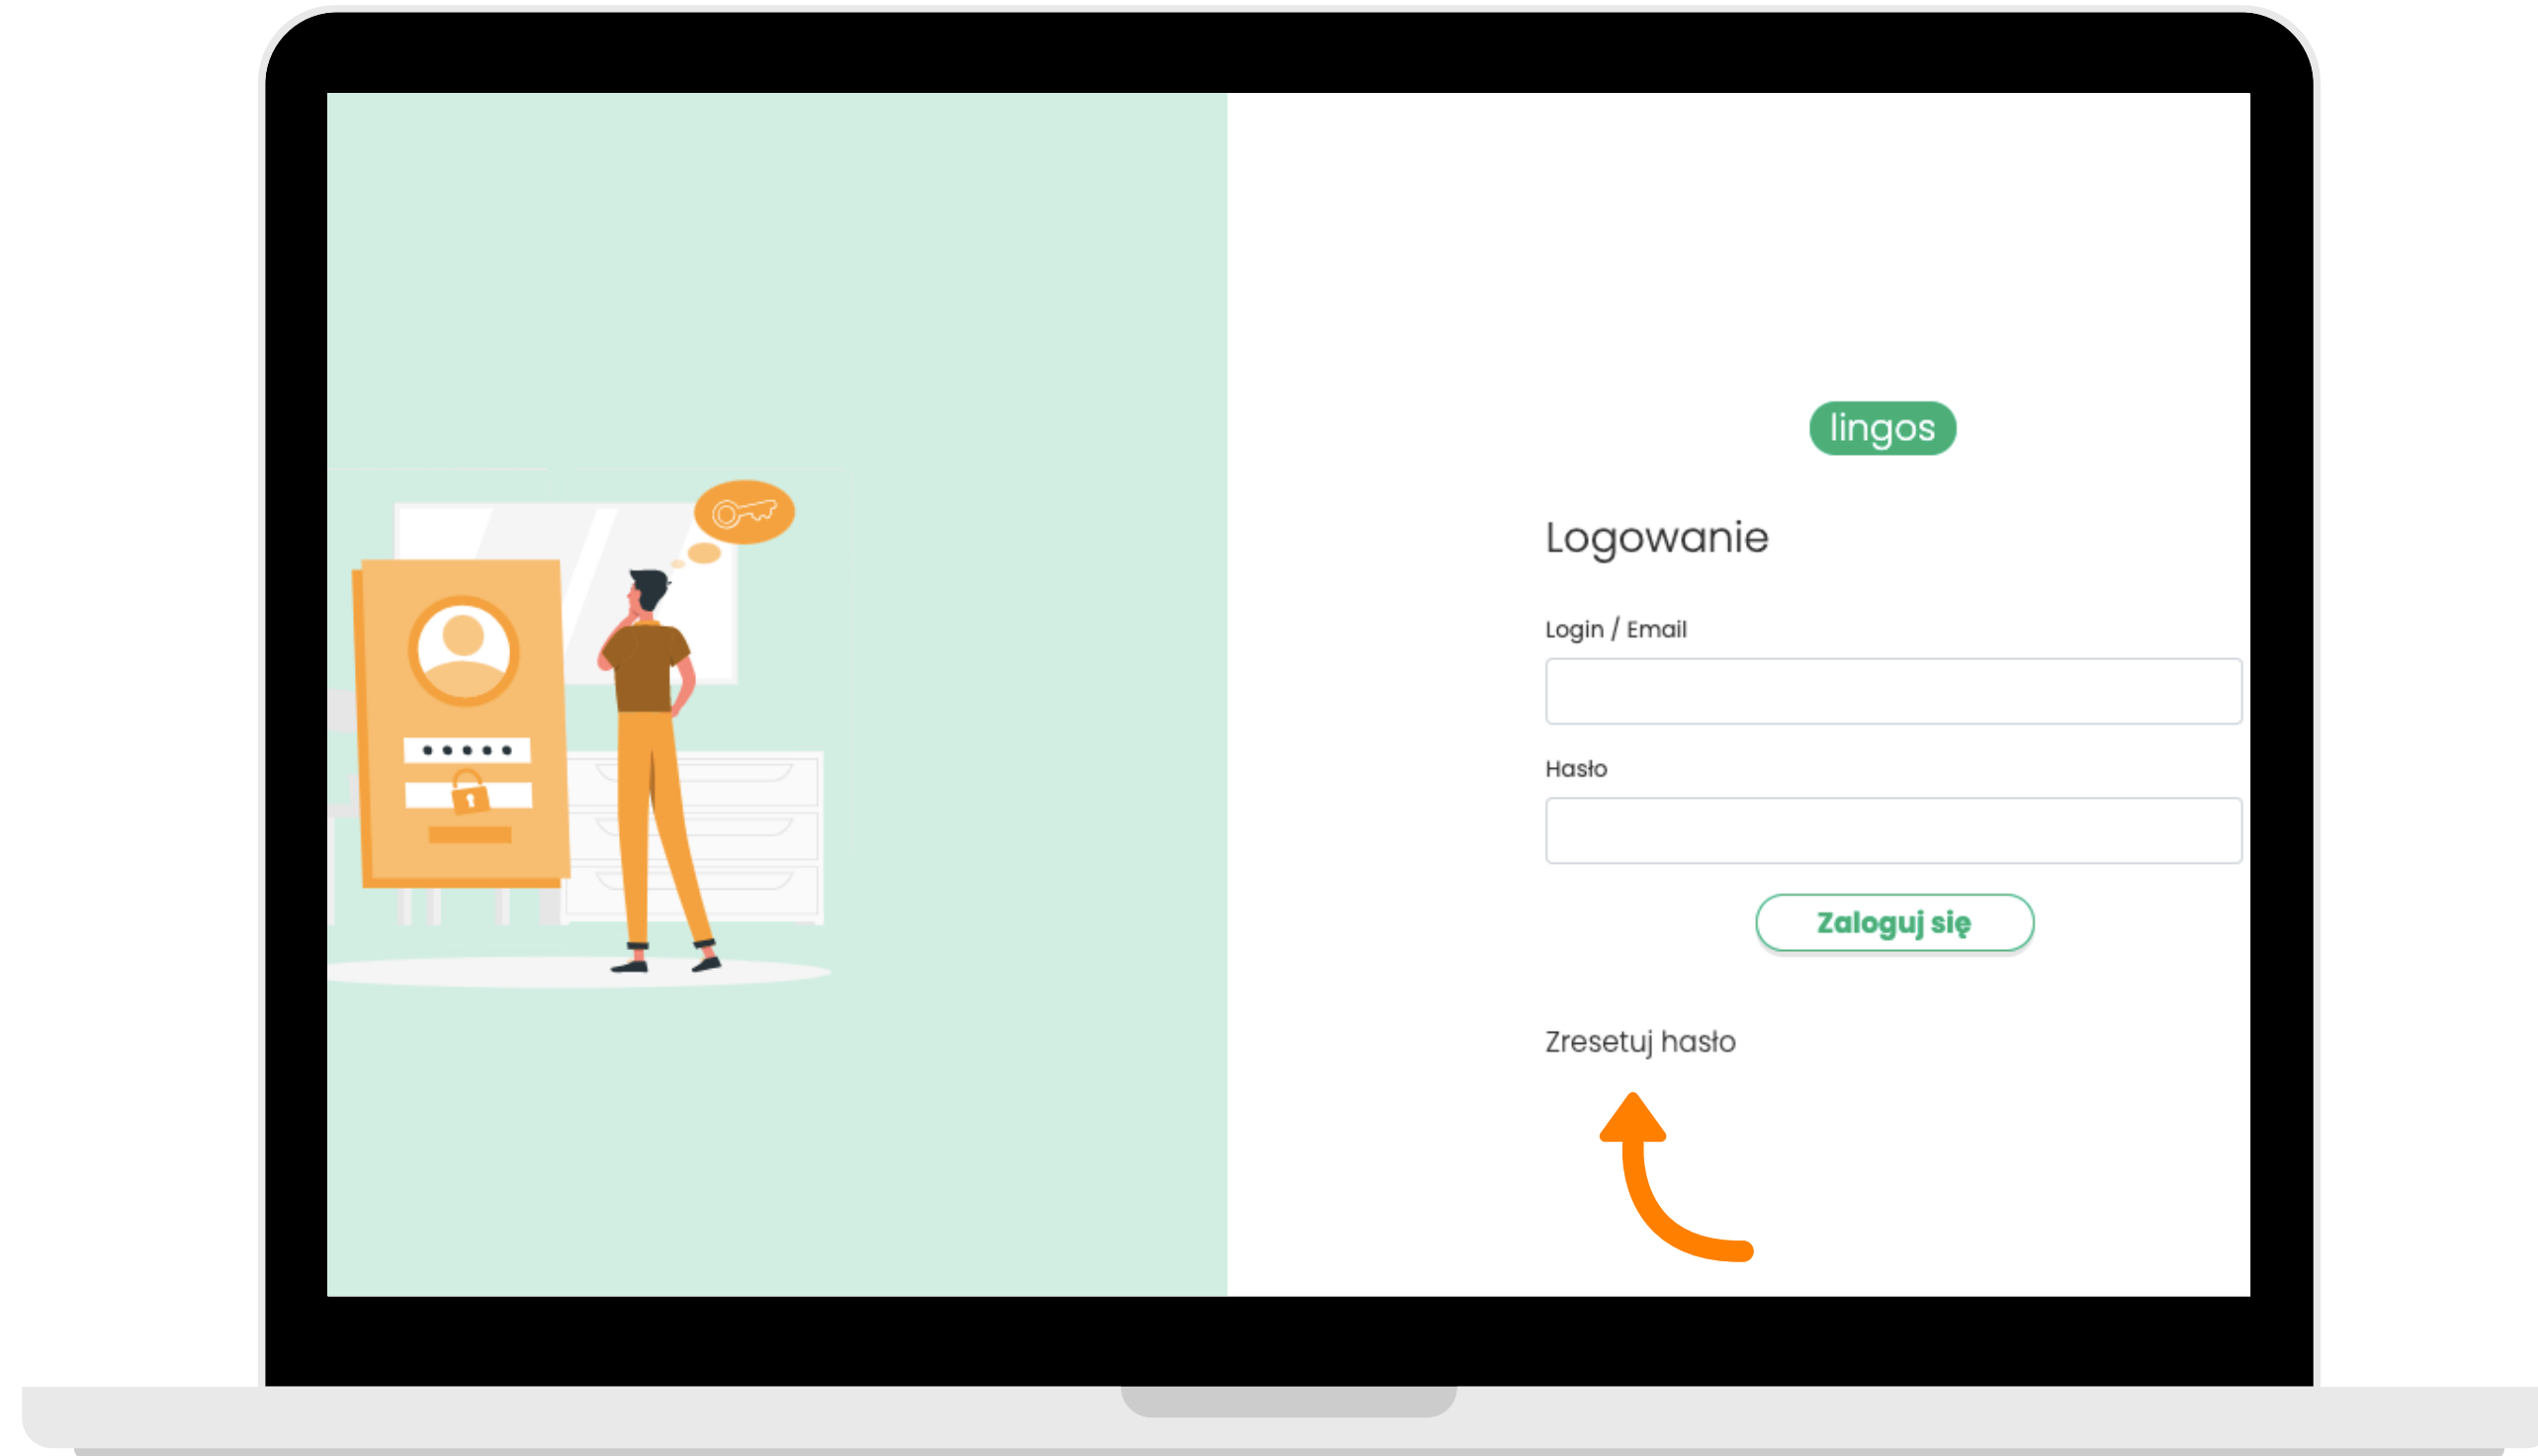 lingos
Logowanie
Login / Email
Hasło
Zaloguj się
Zresetuj hasło